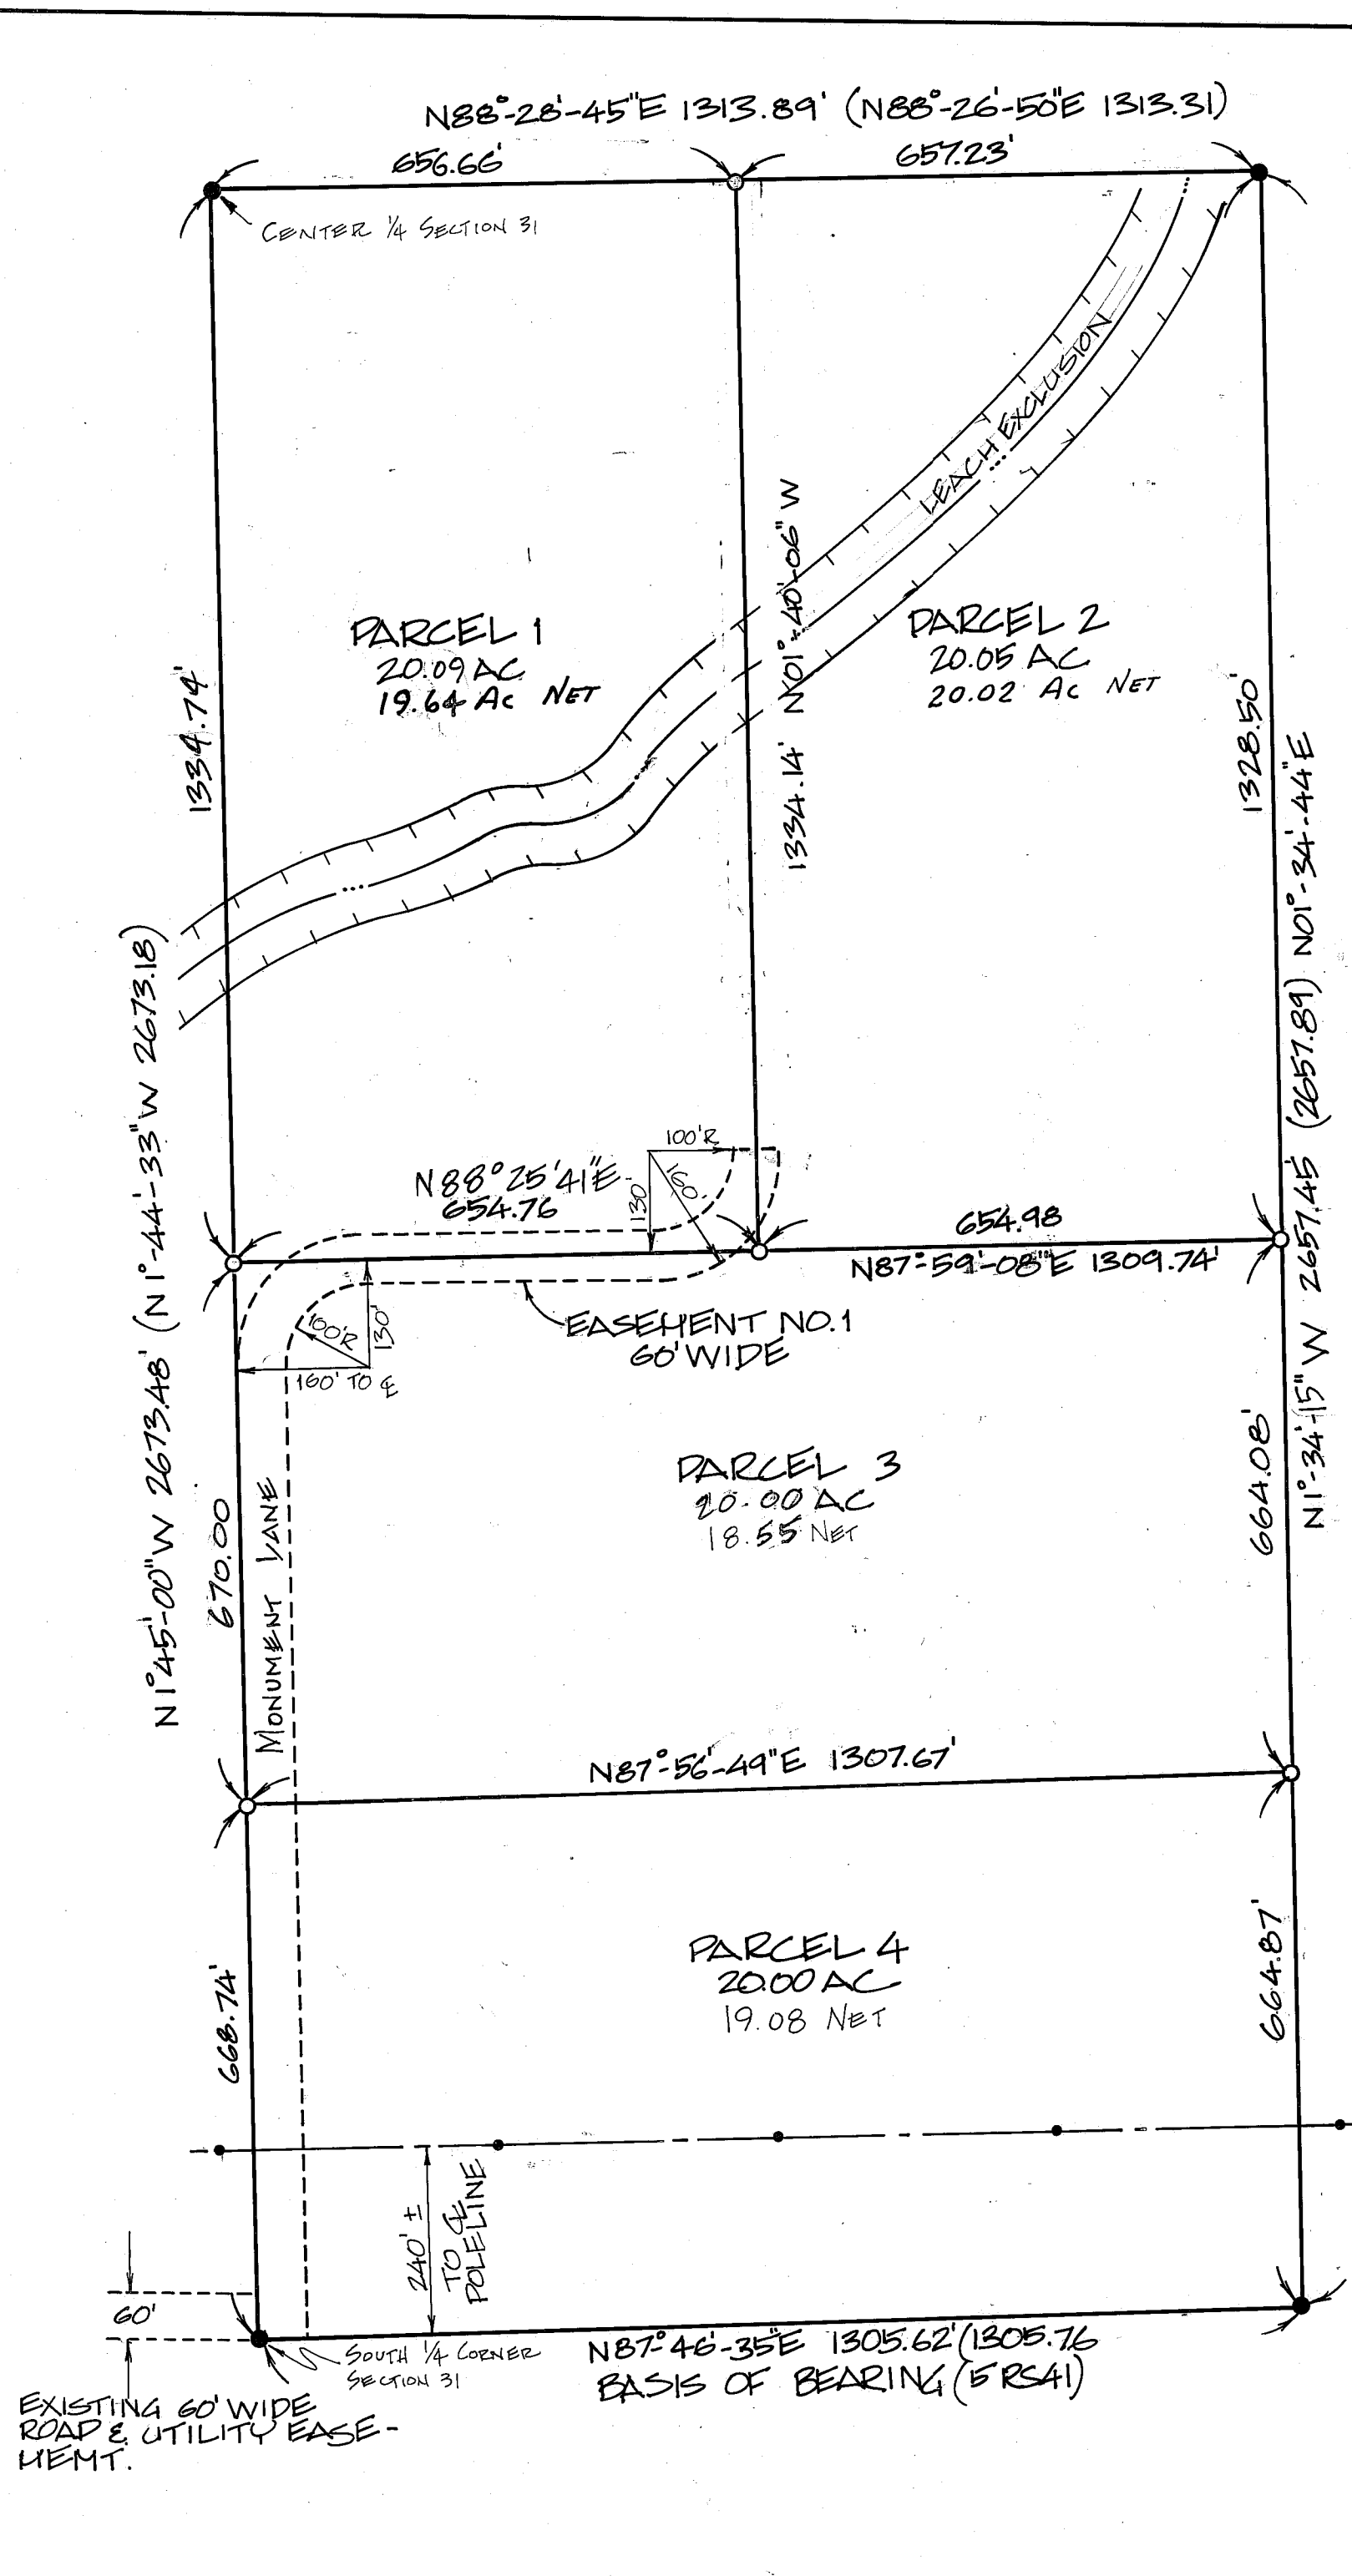 N88°-28'-45"E 1313.89' (N88°-26'-50"E 1313.31)
656.66'
657.23'
CENTER 1/4 SECTION 31
LEACH EXCLUSION
PARCEL 1
20.09 AC
19.64 Ac NET
PARCEL 2
20.05 AC
20.02 Ac NET
1334.74'
1334.14' N01°-40'-06" W
1328.50'
N1°45'-00"W 2673.48' (N1°-44'-33"W 2673.18)
N1°-34'-15"W 2657.45' (2657.89) N01°-34'-44"E
100'R
160'
130'
N88°25'41"E
654.76
654.98
N87°-59'-08"E 1309.74'
EASEMENT NO.1
60' WIDE
100'R
130'
160' TO ℄
PARCEL 3
20.00 AC
18.55 NET
670.00
MONUMENT LANE
664.08'
N87°-56'-49"E 1307.67'
PARCEL 4
20.00 AC
19.08 NET
668.74'
664.87'
240' ±
TO ℄
POLELINE
60'
SOUTH 1/4 CORNER
SECTION 31
N87°-46'-35"E 1305.62' (1305.76
BASIS OF BEARING (5 RS41)
EXISTING 60' WIDE
ROAD & UTILITY EASE-
MENT.